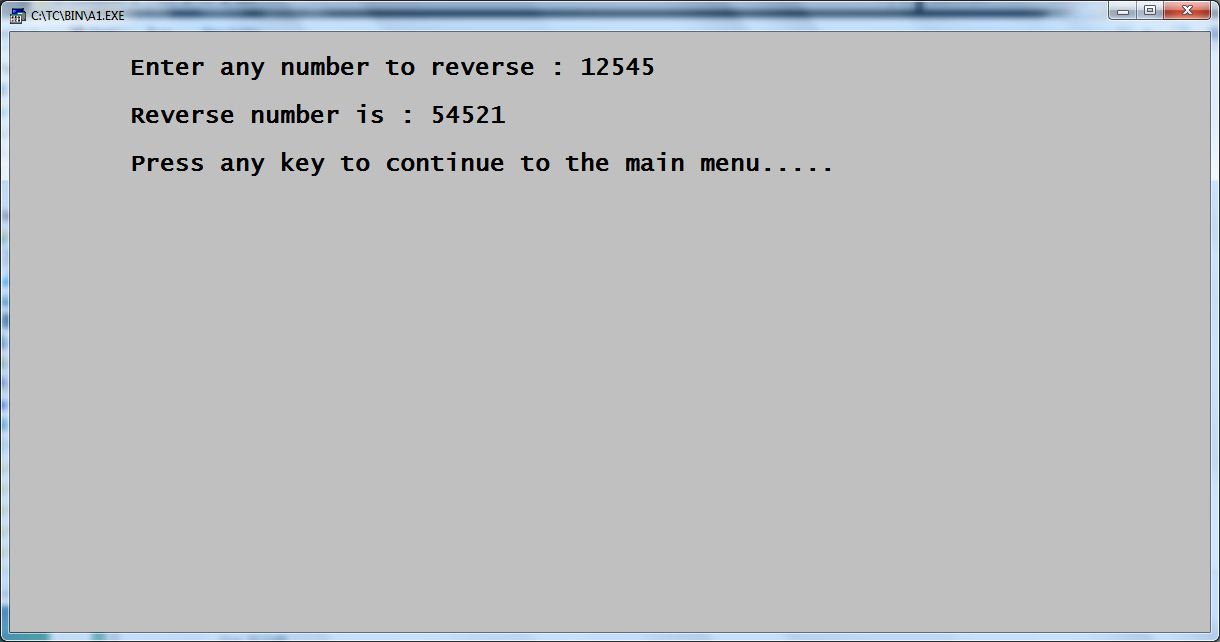 C:\TC\BIN\A1.EXE
Enter any number to reverse : 12545
Reverse number is : 54521
Press any key to continue to the main menu.....